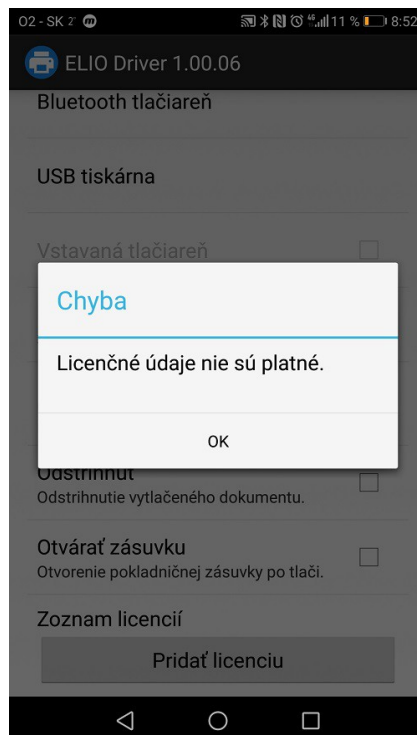 O2 - SK 11 % 8:52
ELIO Driver 1.00.06
Bluetooth tlačiareň
USB tiskárna
Vstavaná tlačiareň
Chyba
Licenčné údaje nie sú platné.
OK
Odstrihnúť
Odstrihnutie vytlačeného dokumentu.
Otvárať zásuvku
Otvorenie pokladničnej zásuvky po tlači.
Zoznam licencií
Pridať licenciu